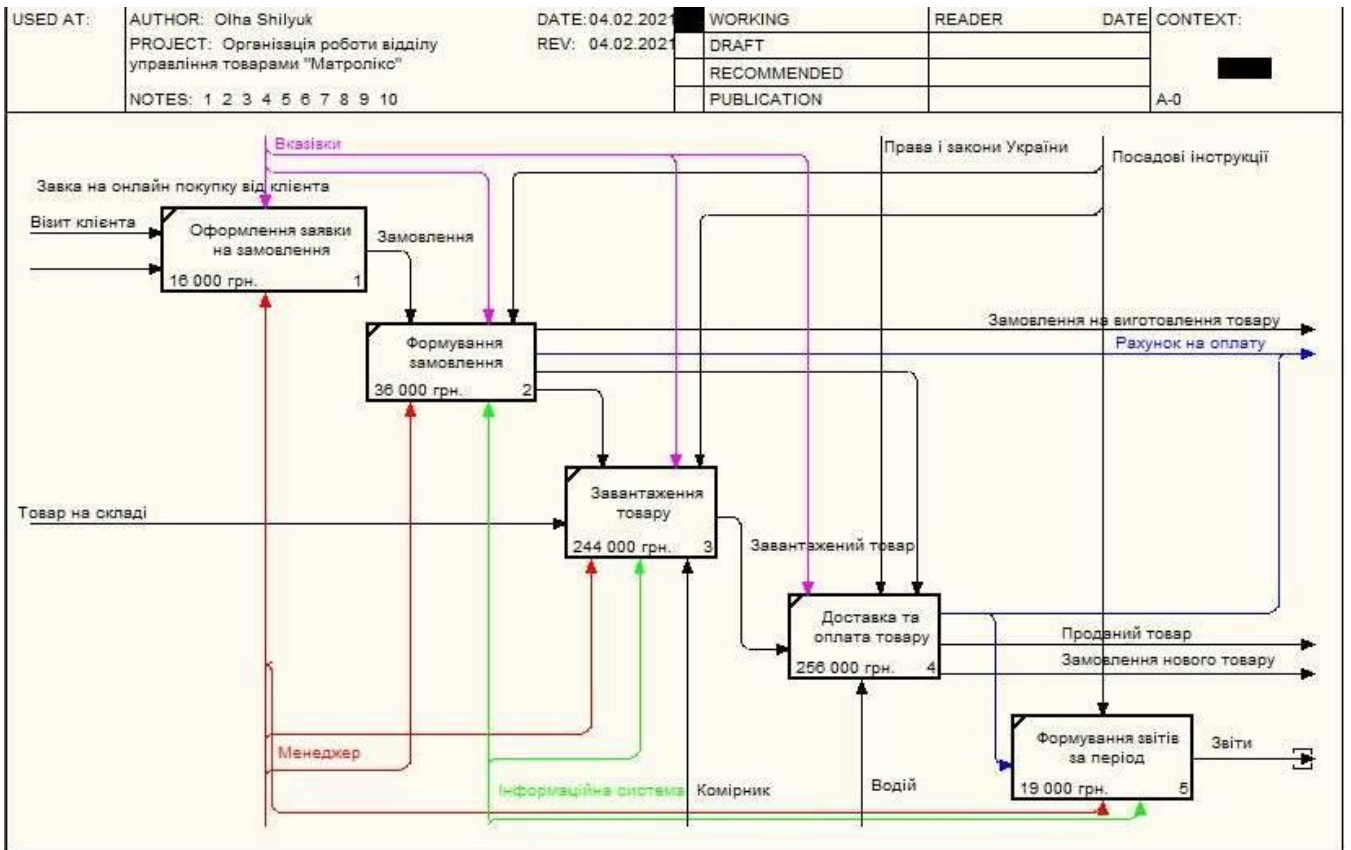 USED AT:
AUTHOR: Olha Shilyuk
DATE: 04.02.2021
WORKING
READER
DATE
CONTEXT:
PROJECT: Організація роботи відділу
управління товарами "Матролікс"
REV: 04.02.2021
DRAFT
RECOMMENDED
NOTES: 1 2 3 4 5 6 7 8 9 10
PUBLICATION
A-0
Вказівки
Права і закони України
Посадові інструкції
Завка на онлайн покупку від клієнта
Візит клієнта
Оформлення заявки
на замовлення
16 000 грн. 1
Замовлення
Замовлення на виготовлення товару
Рахунок на оплату
Формування
замовлення
36 000 грн. 2
Товар на складі
Завантаження
товару
244 000 грн. 3
Завантажений товар
Доставка та
оплата товару
256 000 грн. 4
Проданий товар
Замовлення нового товару
Формування звітів
за період
19 000 грн. 5
Звіти
Менеджер
Інформаційна система
Комірник
Водій